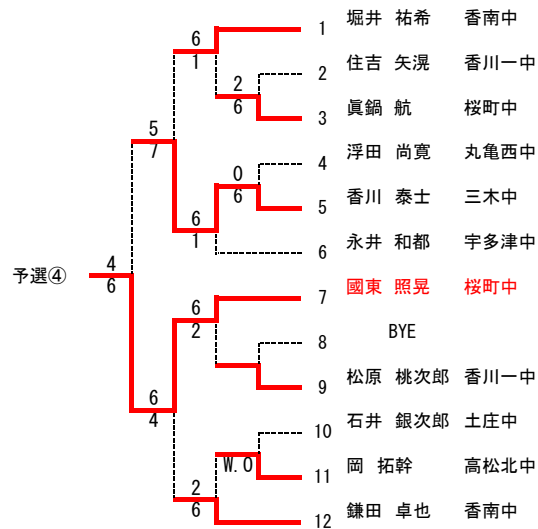 1 堀井 祐希 香南中
6
1
2 住吉 矢滉 香川一中
2
6
3 眞鍋 航 桜町中
5
7
4 浮田 尚寛 丸亀西中
0
6
5 香川 泰士 三木中
6
1
6 永井 和都 宇多津中
予選④
4
6
7 國東 照晃 桜町中
6
2
8 BYE
9 松原 桃次郎 香川一中
6
4
10 石井 銀次郎 土庄中
W.O
11 岡 拓幹 高松北中
2
6
12 鎌田 卓也 香南中